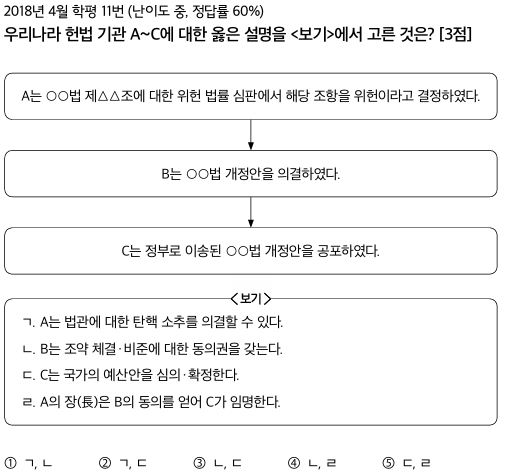 2018년 4월 학평 11번 (난이도 중, 정답률 60%)
우리나라 헌법 기관 A~C에 대한 옳은 설명을 <보기>에서 고른 것은? [3점]
A는 ○○법 제△△조에 대한 위헌 법률 심판에서 해당 조항을 위헌이라고 결정하였다.
B는 ○○법 개정안을 의결하였다.
C는 정부로 이송된 ○○법 개정안을 공포하였다.
<보기>
ㄱ. A는 법관에 대한 탄핵 소추를 의결할 수 있다.
ㄴ. B는 조약 체결·비준에 대한 동의권을 갖는다.
ㄷ. C는 국가의 예산안을 심의·확정한다.
ㄹ. A의 장(長)은 B의 동의를 얻어 C가 임명한다.
① ㄱ, ㄴ ② ㄱ, ㄷ ③ ㄴ, ㄷ ④ ㄴ, ㄹ ⑤ ㄷ, ㄹ